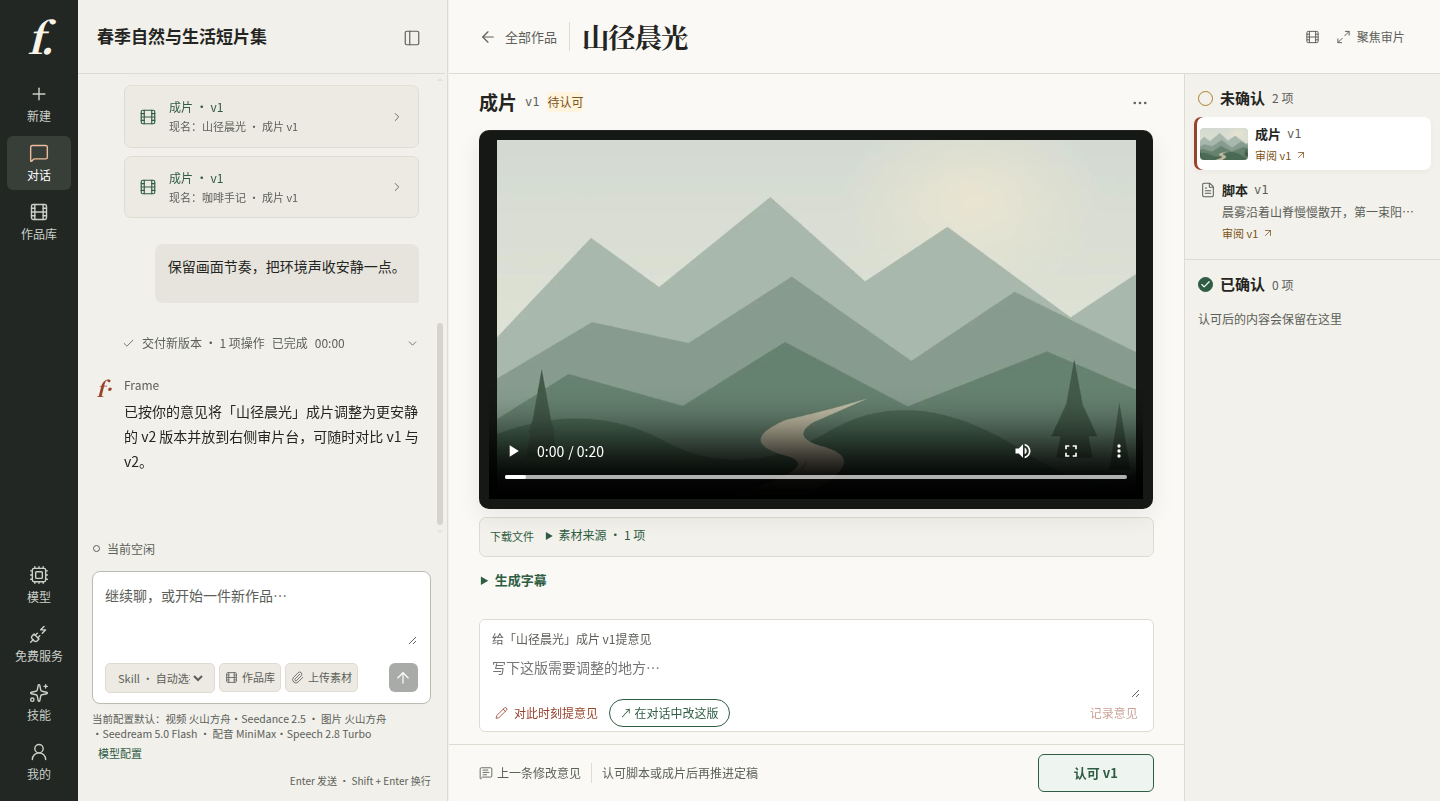 f.
新建
对话
作品库
模型
免费服务
技能
我的
春季自然与生活短片集
成片 · v1
现名：山径晨光 · 成片 v1
成片 · v1
现名：咖啡手记 · 成片 v1
保留画面节奏，把环境声收安静一点。
交付新版本 · 1 项操作 已完成 00:00
f.
Frame
已按你的意见将「山径晨光」成片调整为更安静
的 v2 版本并放到右侧审片台，可随时对比 v1 与
v2。
当前空闲
继续聊，或开始一件新作品…
Skill · 自动选
作品库
上传素材
当前配置默认：视频 火山方舟·Seedance 2.5 · 图片 火山方舟
·Seedream 5.0 Flash · 配音 MiniMax·Speech 2.8 Turbo
模型配置
Enter 发送 · Shift + Enter 换行
全部作品
山径晨光
聚焦审片
成片 v1 待认可
0:00 / 0:20
下载文件
素材来源 · 1 项
生成字幕
给「山径晨光」成片 v1提意见
写下这版需要调整的地方…
对此时刻提意见
在对话中改这版
记录意见
上一条修改意见
认可脚本或成片后再推进定稿
认可 v1
未确认 2 项
成片 v1
审阅 v1
脚本 v1
晨雾沿着山脊慢慢散开，第一束阳…
审阅 v1
已确认 0 项
认可后的内容会保留在这里